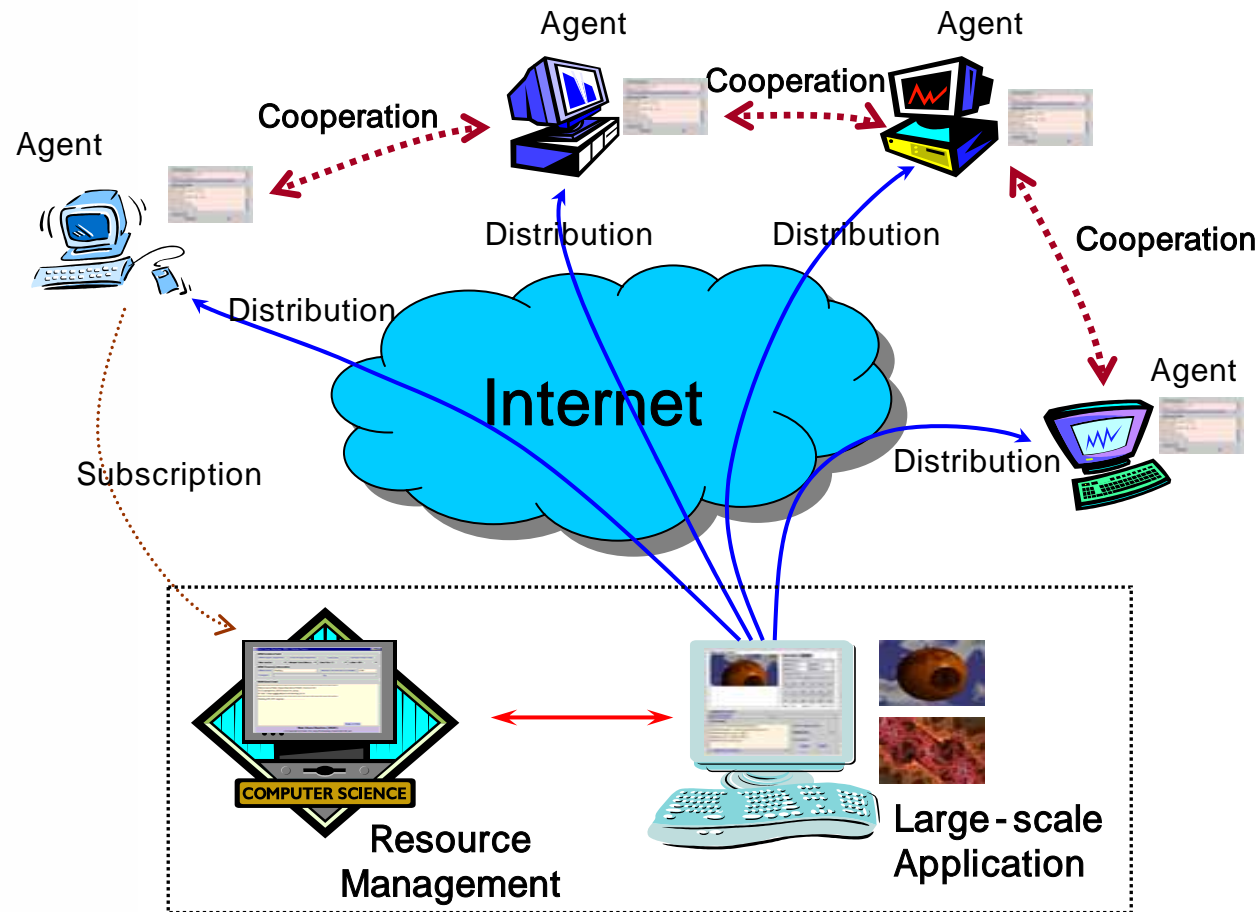 Agent
Agent
Cooperation
Cooperation
Agent
Distribution
Distribution
Cooperation
Distribution
Internet
Agent
Distribution
Subscription
COMPUTER SCIENCE
Resource
Management
Large-scale
Application